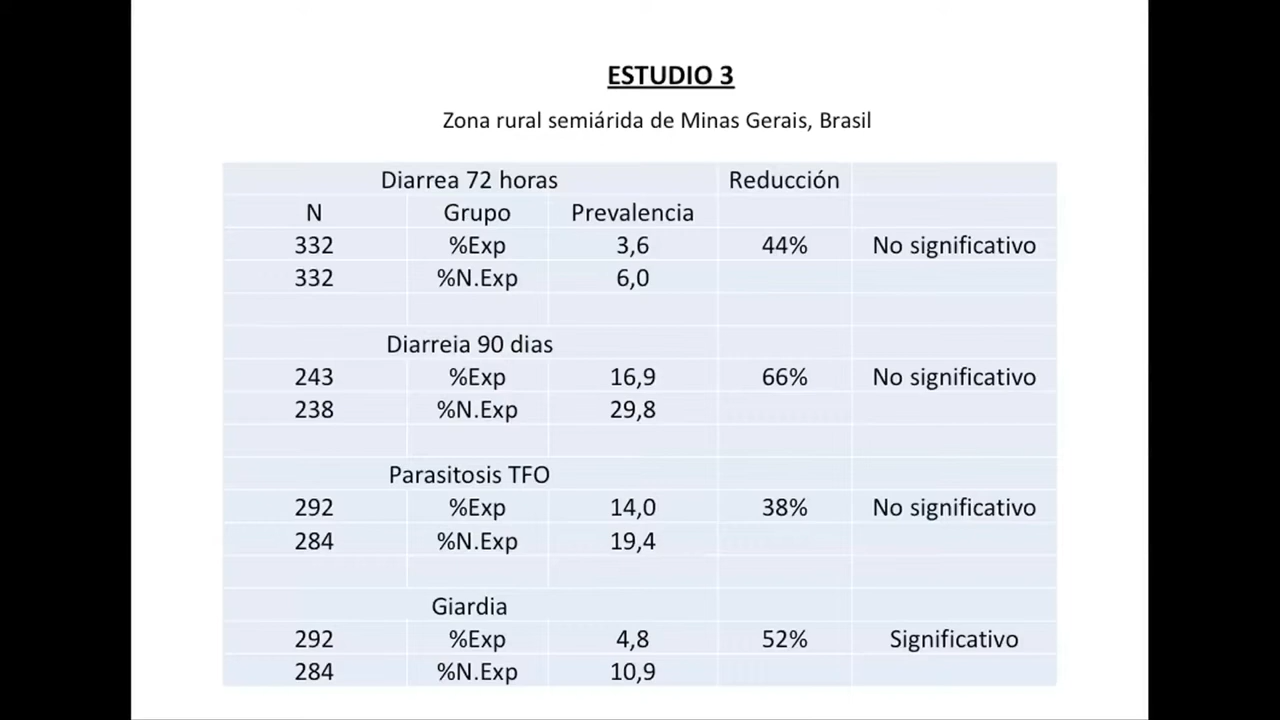 ESTUDIO 3
Zona rural semiárida de Minas Gerais, Brasil
Diarrea 72 horas Reducción
N Grupo Prevalencia
332 %Exp 3,6 44% No significativo
332 %N.Exp 6,0
Diarreia 90 dias
243 %Exp 16,9 66% No significativo
238 %N.Exp 29,8
Parasitosis TFO
292 %Exp 14,0 38% No significativo
284 %N.Exp 19,4
Giardia
292 %Exp 4,8 52% Significativo
284 %N.Exp 10,9